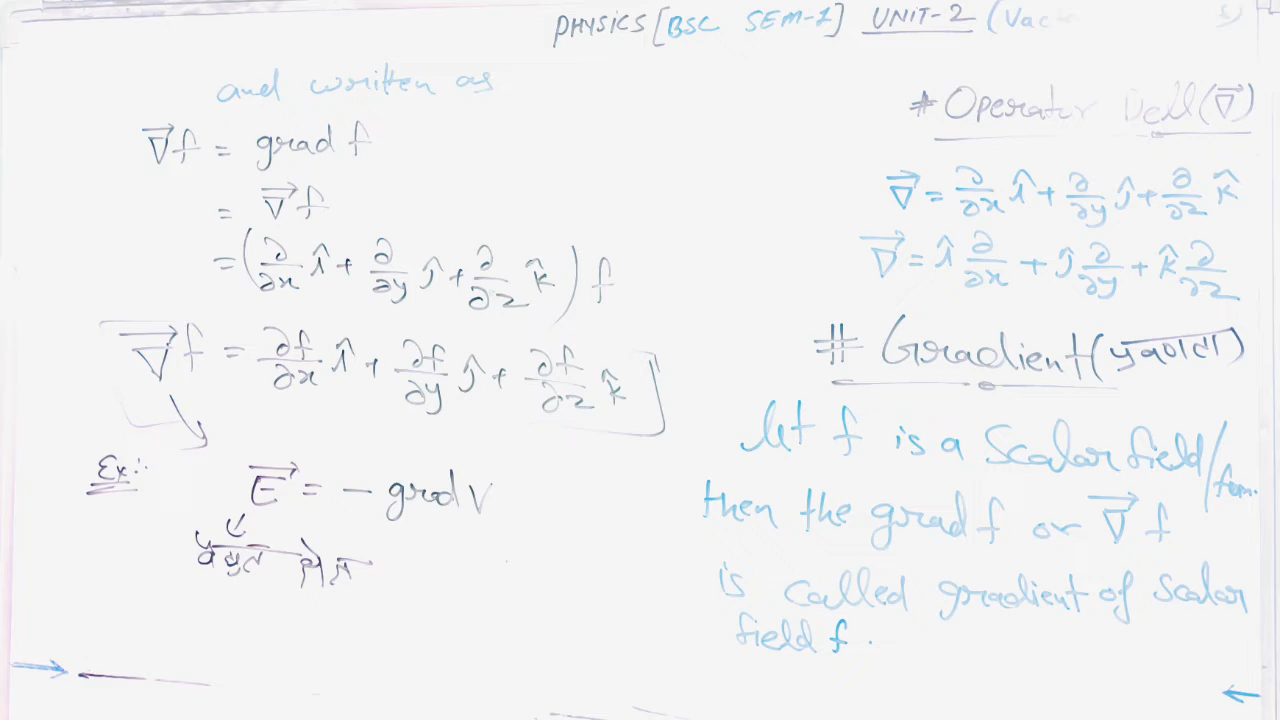 PHYSICS [BSC SEM-1] UNIT-2
# Operator Dell(∇⃗)
∇⃗ = ∂/∂x î + ∂/∂y ĵ + ∂/∂z k̂
∇⃗ = î ∂/∂x + ĵ ∂/∂y + k̂ ∂/∂z
# Gradient (प्रवणता)
let f is a Scalar field/fun.
then the grad f or ∇⃗ f
is called gradient of scalar
field f.
and written as
∇⃗f = grad f
= ∇⃗f
= (∂/∂x î + ∂/∂y ĵ + ∂/∂z k̂) f
∇⃗f = ∂f/∂x î + ∂f/∂y ĵ + ∂f/∂z k̂
Ex:-
E⃗ = - grad V
वैद्युत क्षेत्र